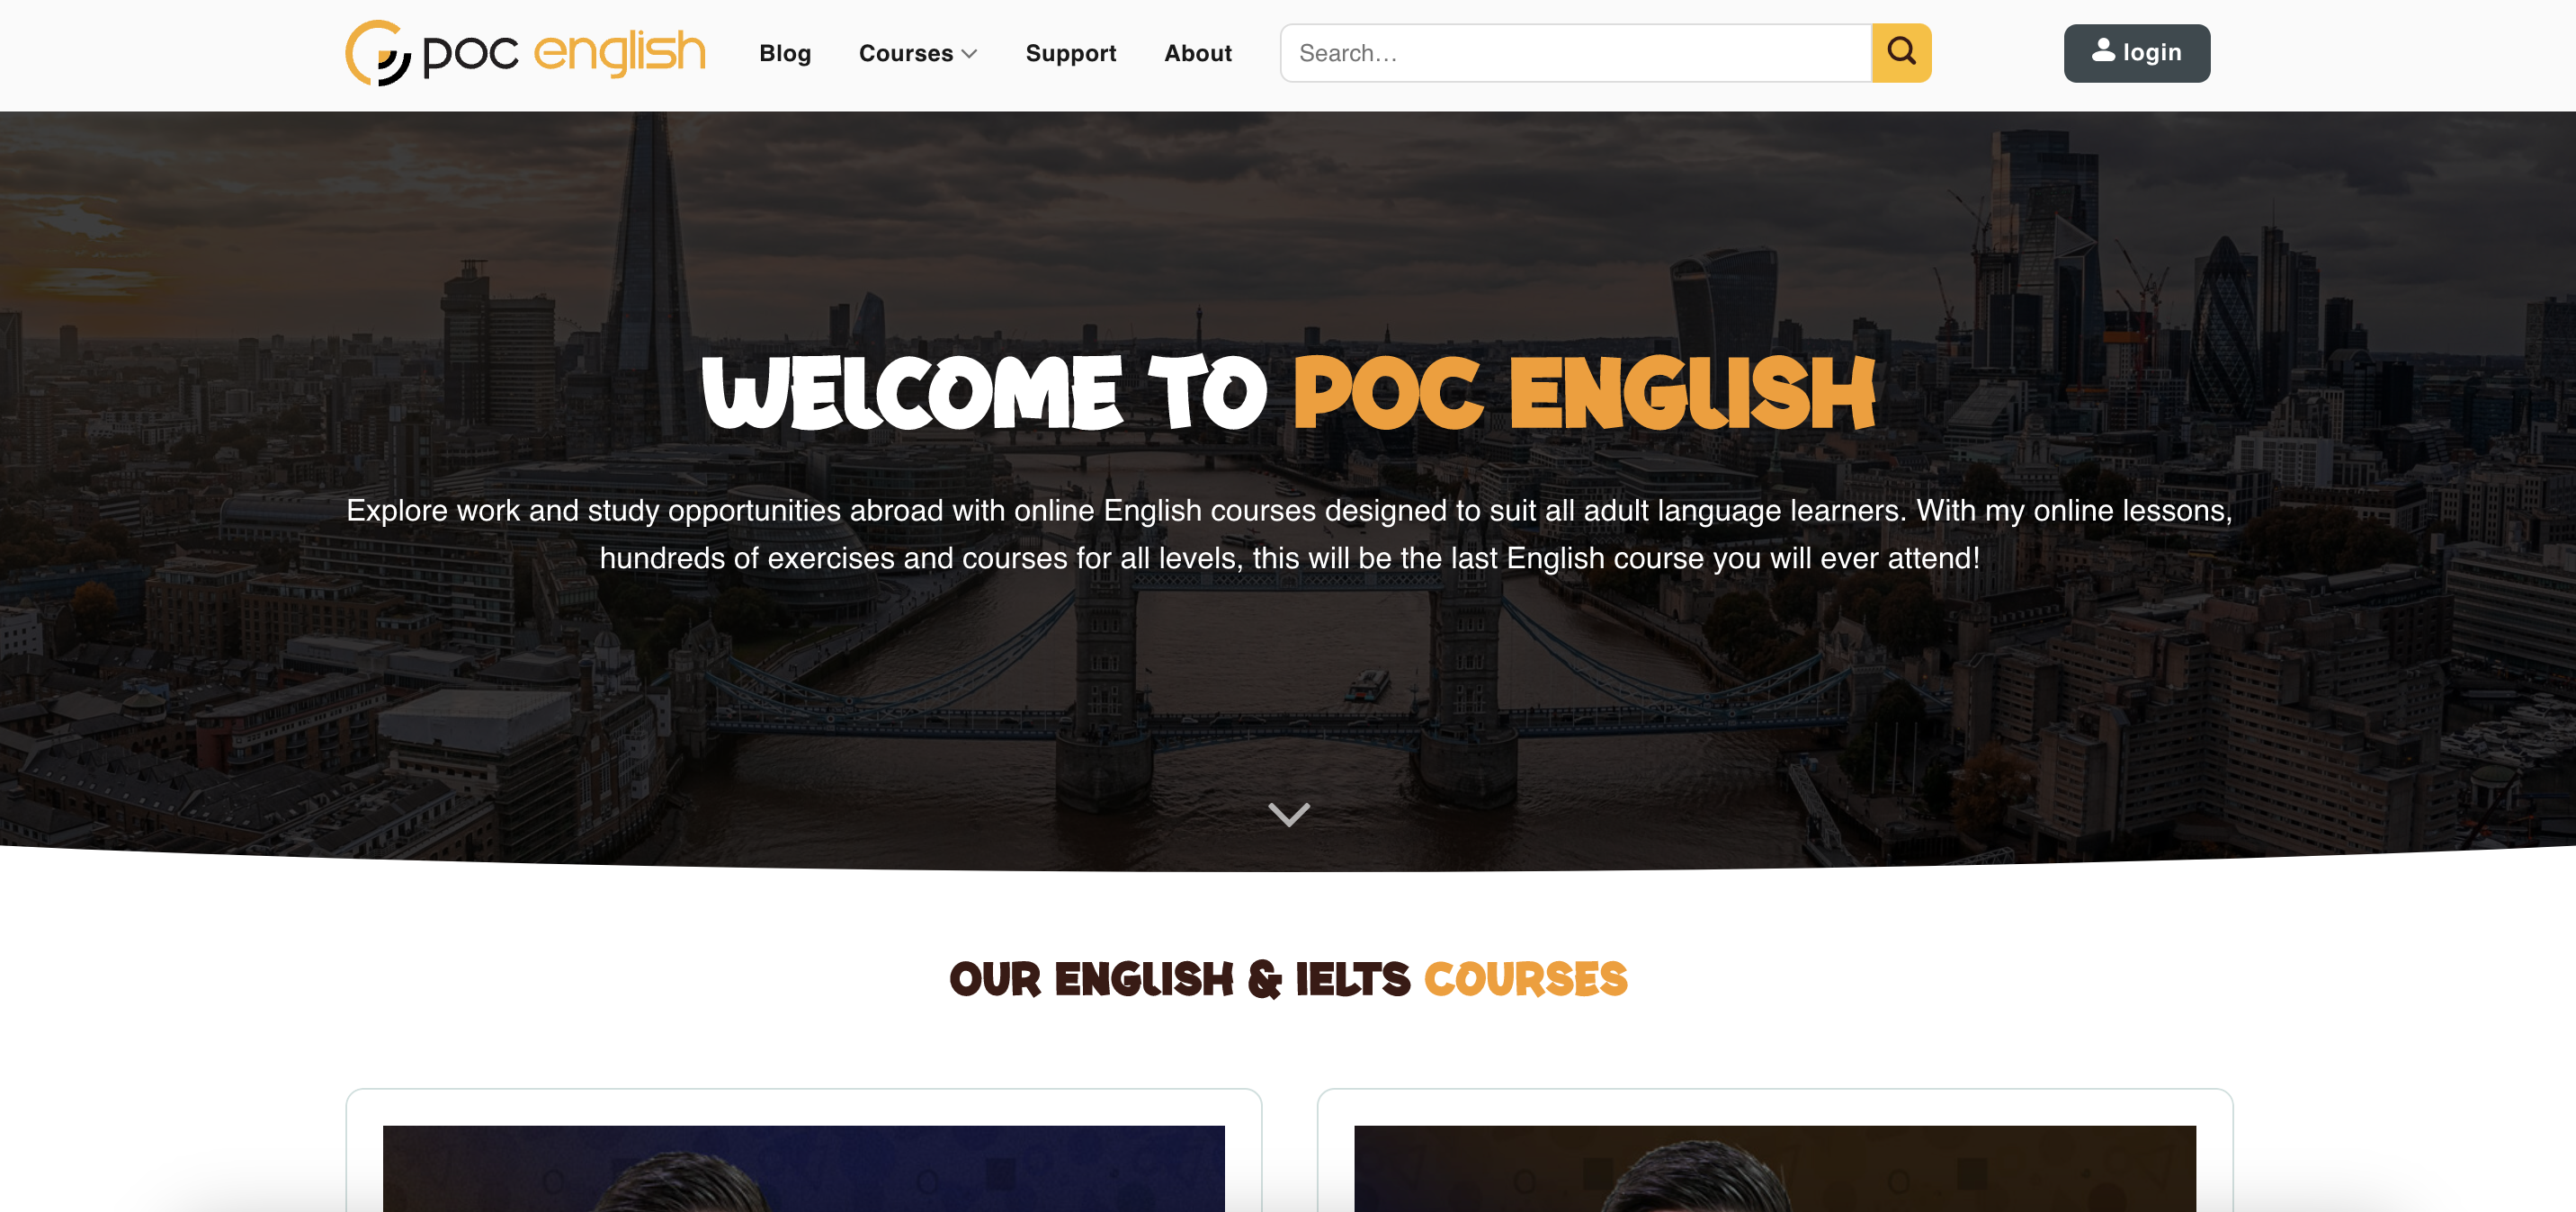 poc english
Blog
Courses
Support
About
Search...
login
WELCOME TO POC ENGLISH
Explore work and study opportunities abroad with online English courses designed to suit all adult language learners. With my online lessons,
hundreds of exercises and courses for all levels, this will be the last English course you will ever attend!
OUR ENGLISH & IELTS COURSES